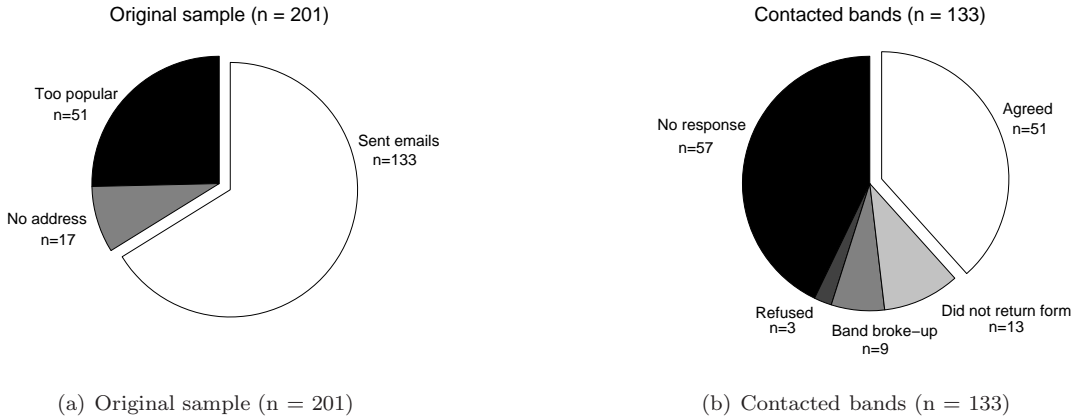 Original sample (n = 201)
Too popular
n=51
Sent emails
n=133
No address
n=17
(a) Original sample (n = 201)
Contacted bands (n = 133)
No response
n=57
Agreed
n=51
Refused
n=3
Band broke−up
n=9
Did not return form
n=13
(b) Contacted bands (n = 133)